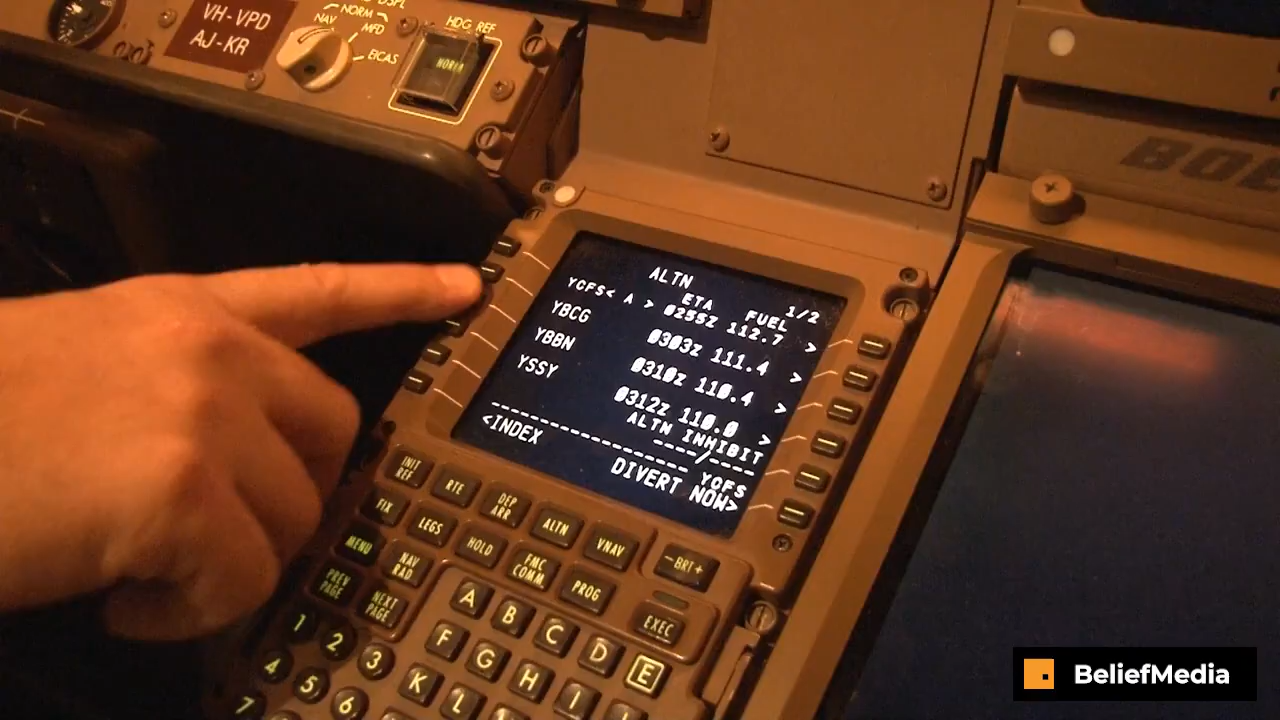 DSPL
NORM
NAV
MFD
EICAS
HDG REF
NORM
VH-VPD
AJ-KR
ALTN
1/2
ETA FUEL
YCFS< A > 0255Z 112.7 >
YBCG 0303Z 111.4 >
YBBN 0310Z 110.4 >
YSSY 0312Z 110.0 >
ALTN INHIBIT
----/----
--------------------
YCFS
<INDEX DIVERT NOW>
INIT REF
RTE
DEP ARR
ALTN
VNAV
-BRT+
FIX
LEGS
HOLD
FMC COMM
PROG
EXEC
MENU
NAV RAD
PREV PAGE
NEXT PAGE
A B C D E
F G H I
K L
1 2 3
4 5 6
7
BeliefMedia